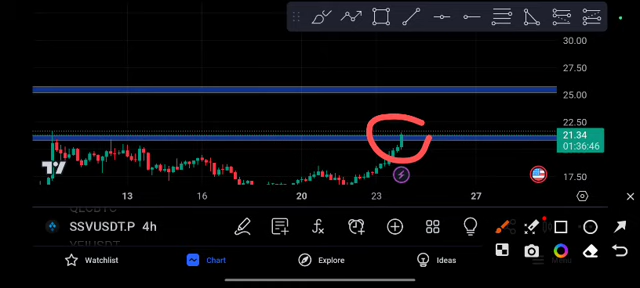 30.00
27.50
25.00
22.50
21.34
01:36:46
17.50
13 16 20 23 27
SSVUSDT.P 4h
Watchlist
Chart
Explore
Ideas